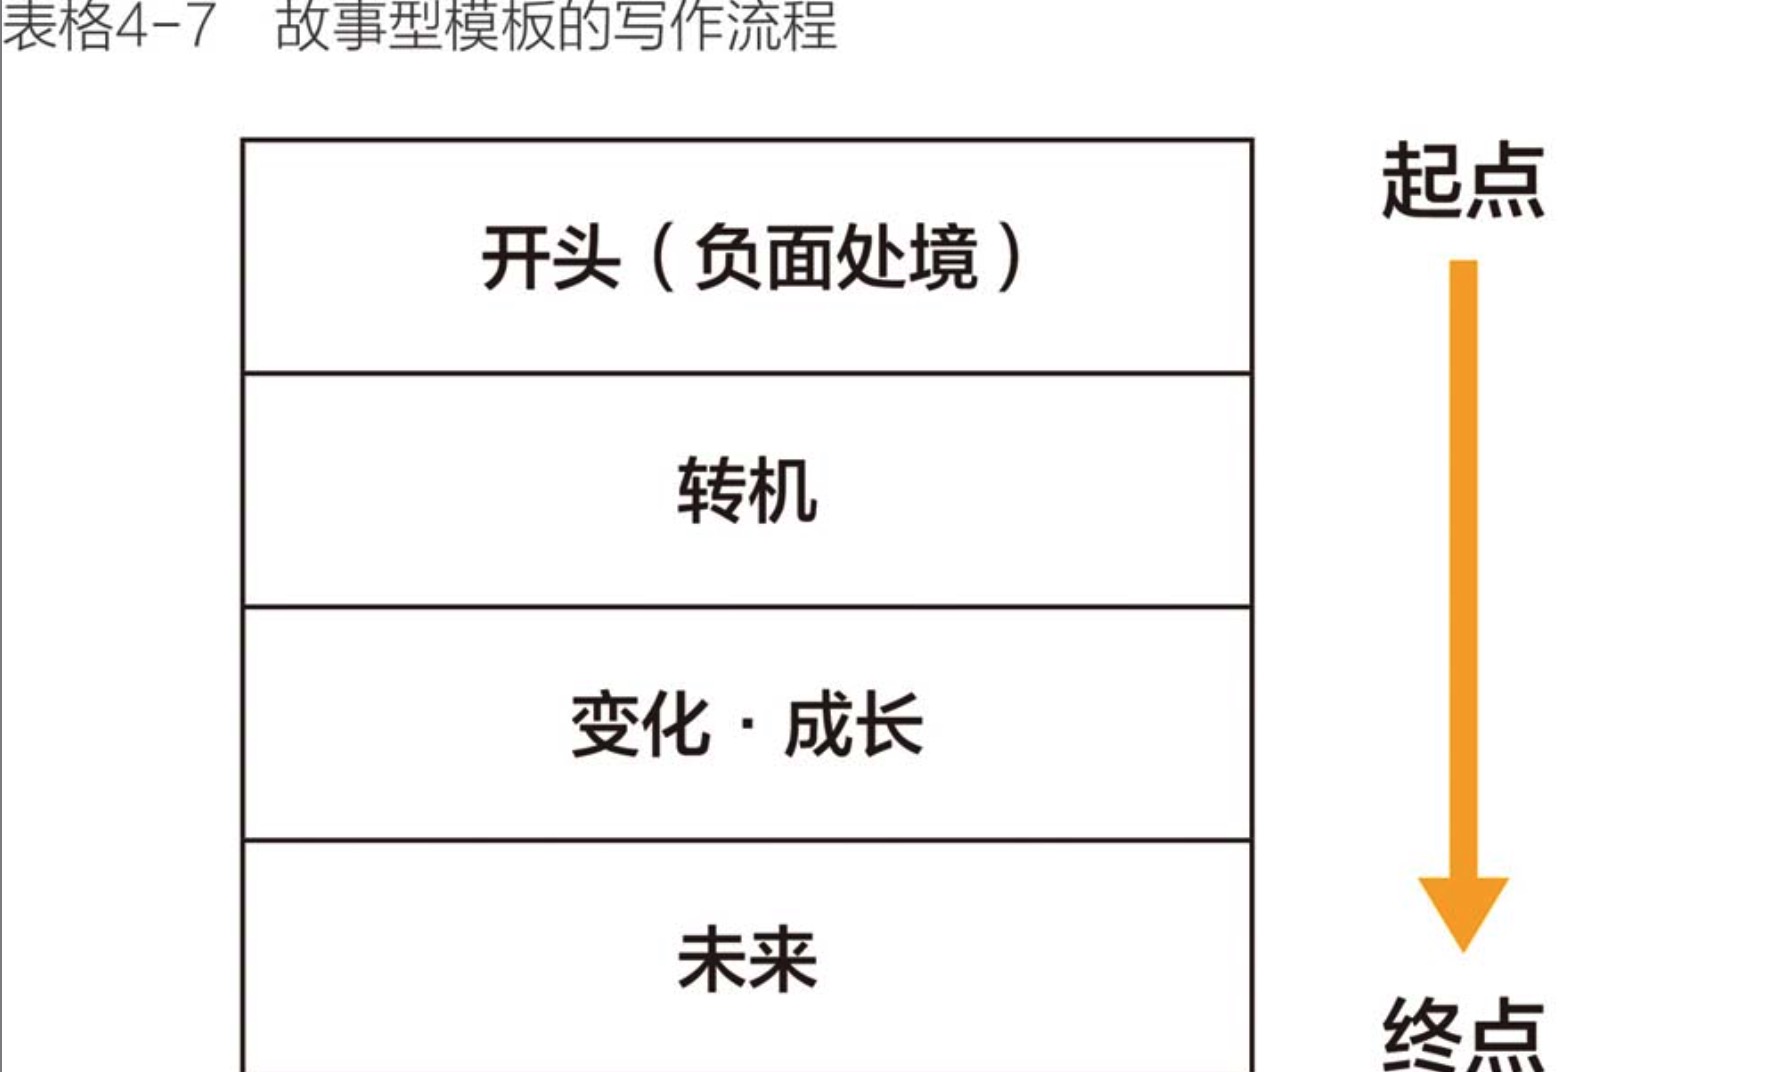 表格4-7 故事型模板的写作流程
起点
开头（负面处境）
转机
变化·成长
未来
终点